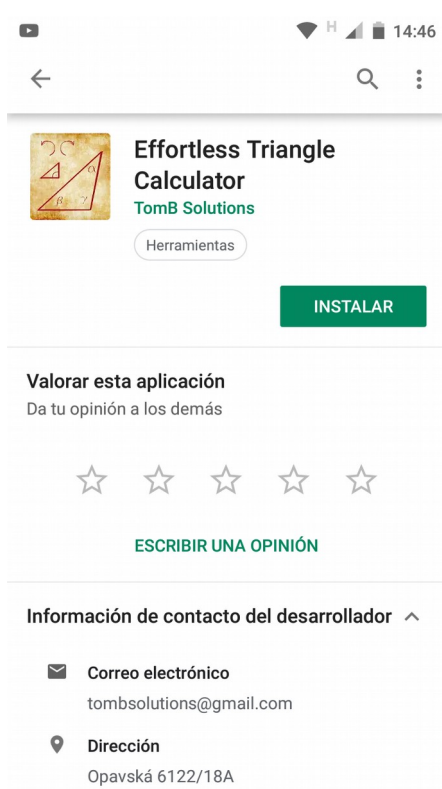 H 14:46
Effortless Triangle
Calculator
TomB Solutions
Herramientas
INSTALAR
Valorar esta aplicación
Da tu opinión a los demás
ESCRIBIR UNA OPINIÓN
Información de contacto del desarrollador
Correo electrónico
tombsolutions@gmail.com
Dirección
Opavská 6122/18A